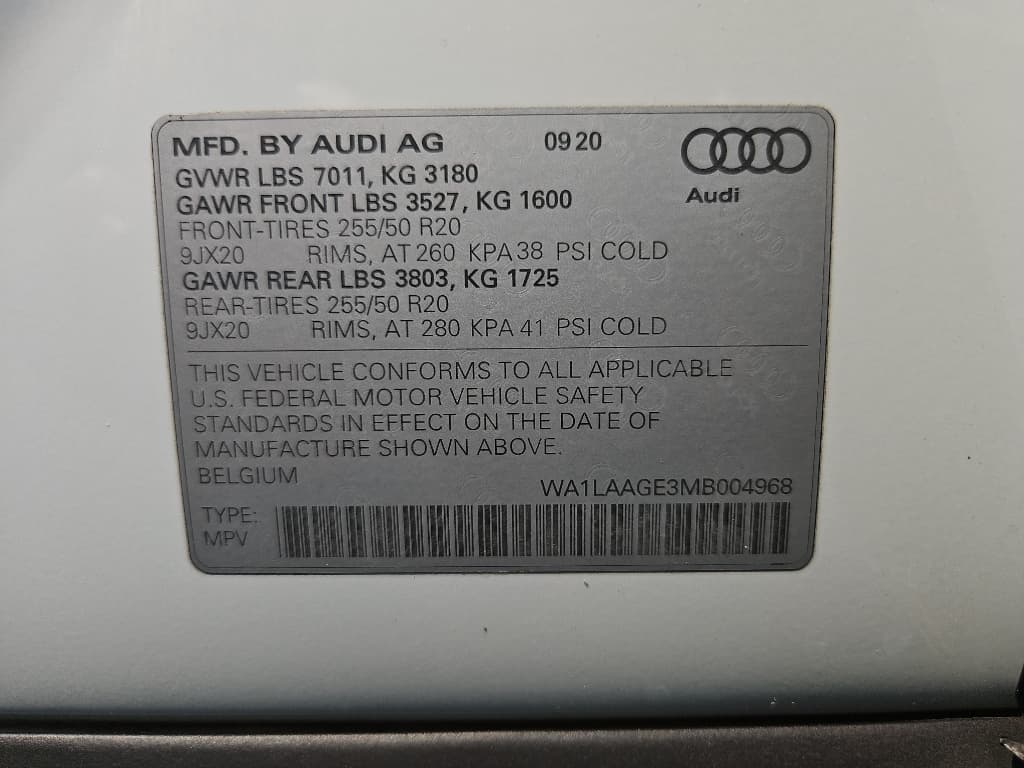 MFD. BY AUDI AG 09 20
Audi
GVWR LBS 7011, KG 3180
GAWR FRONT LBS 3527, KG 1600
FRONT-TIRES 255/50 R20
9JX20 RIMS, AT 260 KPA 38 PSI COLD
GAWR REAR LBS 3803, KG 1725
REAR-TIRES 255/50 R20
9JX20 RIMS, AT 280 KPA 41 PSI COLD
THIS VEHICLE CONFORMS TO ALL APPLICABLE
U.S. FEDERAL MOTOR VEHICLE SAFETY
STANDARDS IN EFFECT ON THE DATE OF
MANUFACTURE SHOWN ABOVE.
BELGIUM
WA1LAAGE3MB004968
TYPE:
MPV